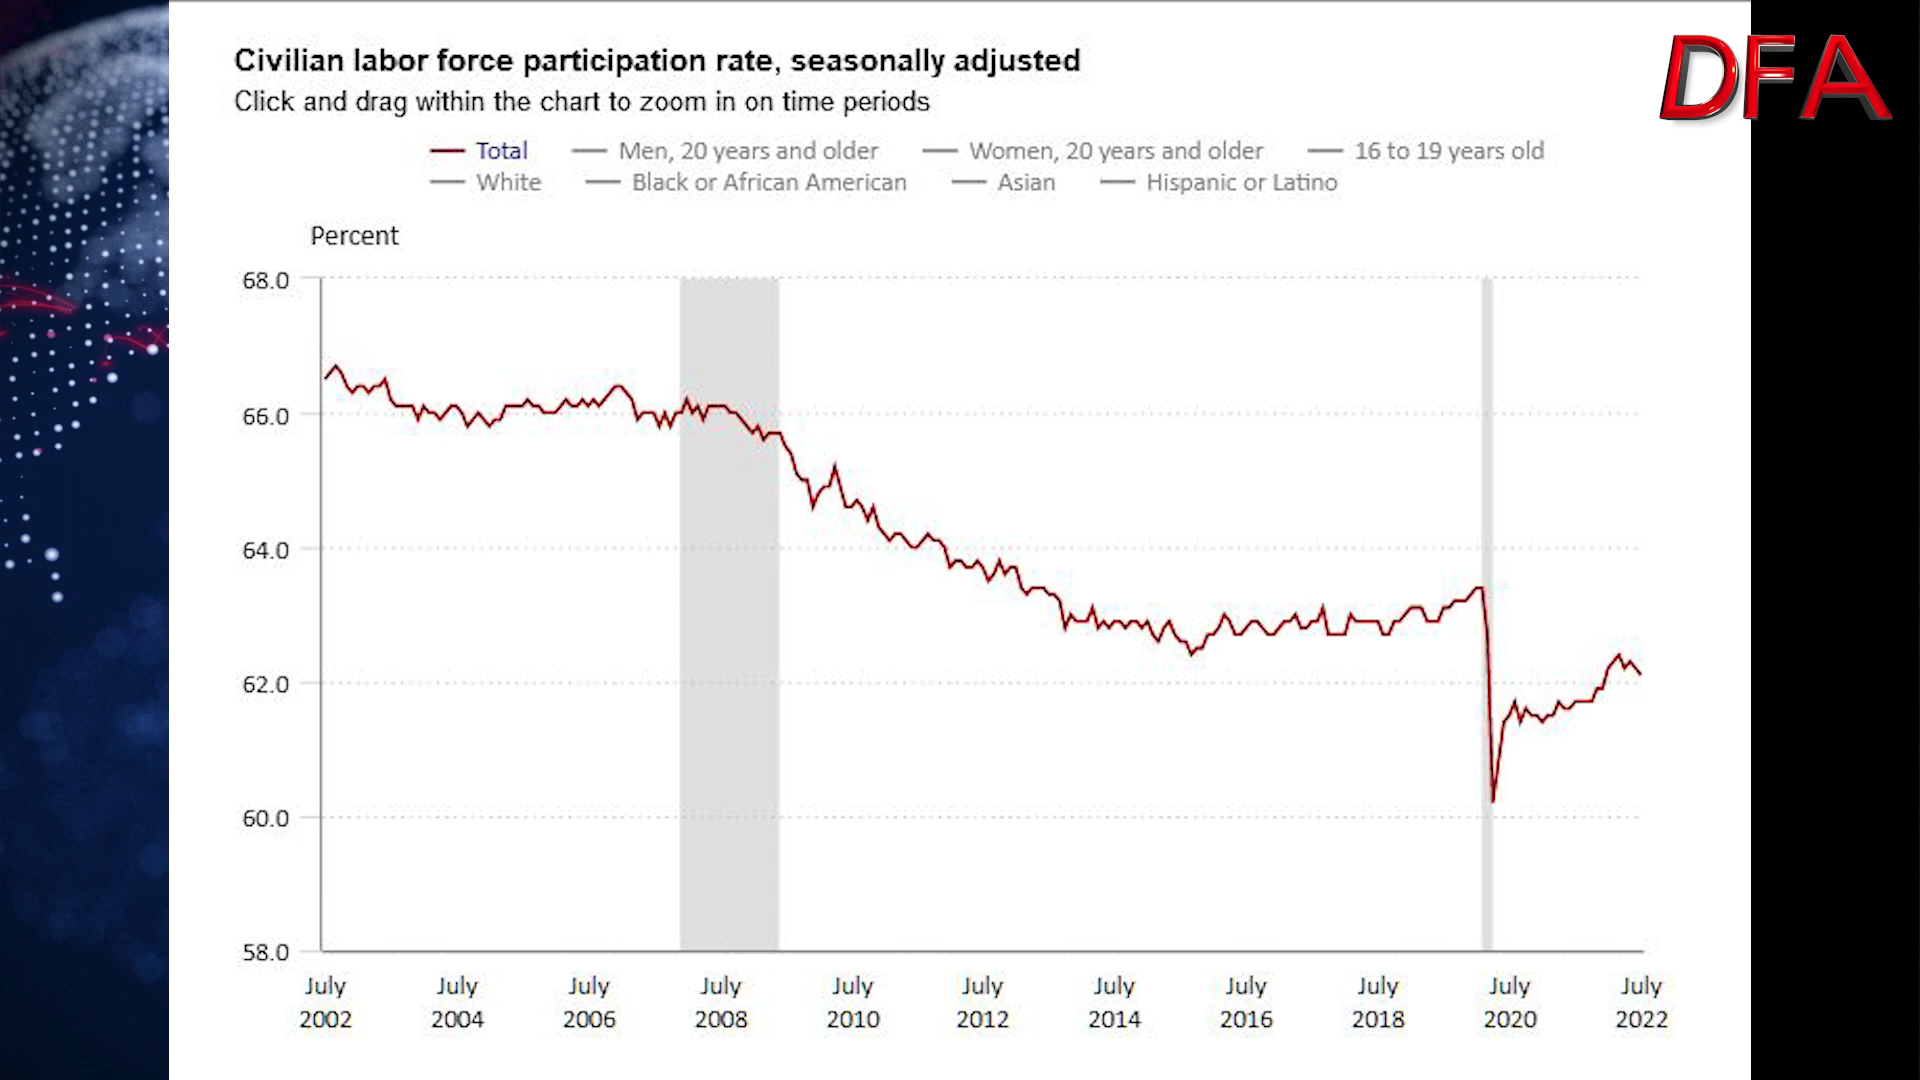 DFA
Civilian labor force participation rate, seasonally adjusted
Click and drag within the chart to zoom in on time periods
Total Men, 20 years and older Women, 20 years and older 16 to 19 years old
White Black or African American Asian Hispanic or Latino
Percent
68.0
66.0
64.0
62.0
60.0
58.0
July July July July July July July July July July July
2002 2004 2006 2008 2010 2012 2014 2016 2018 2020 2022